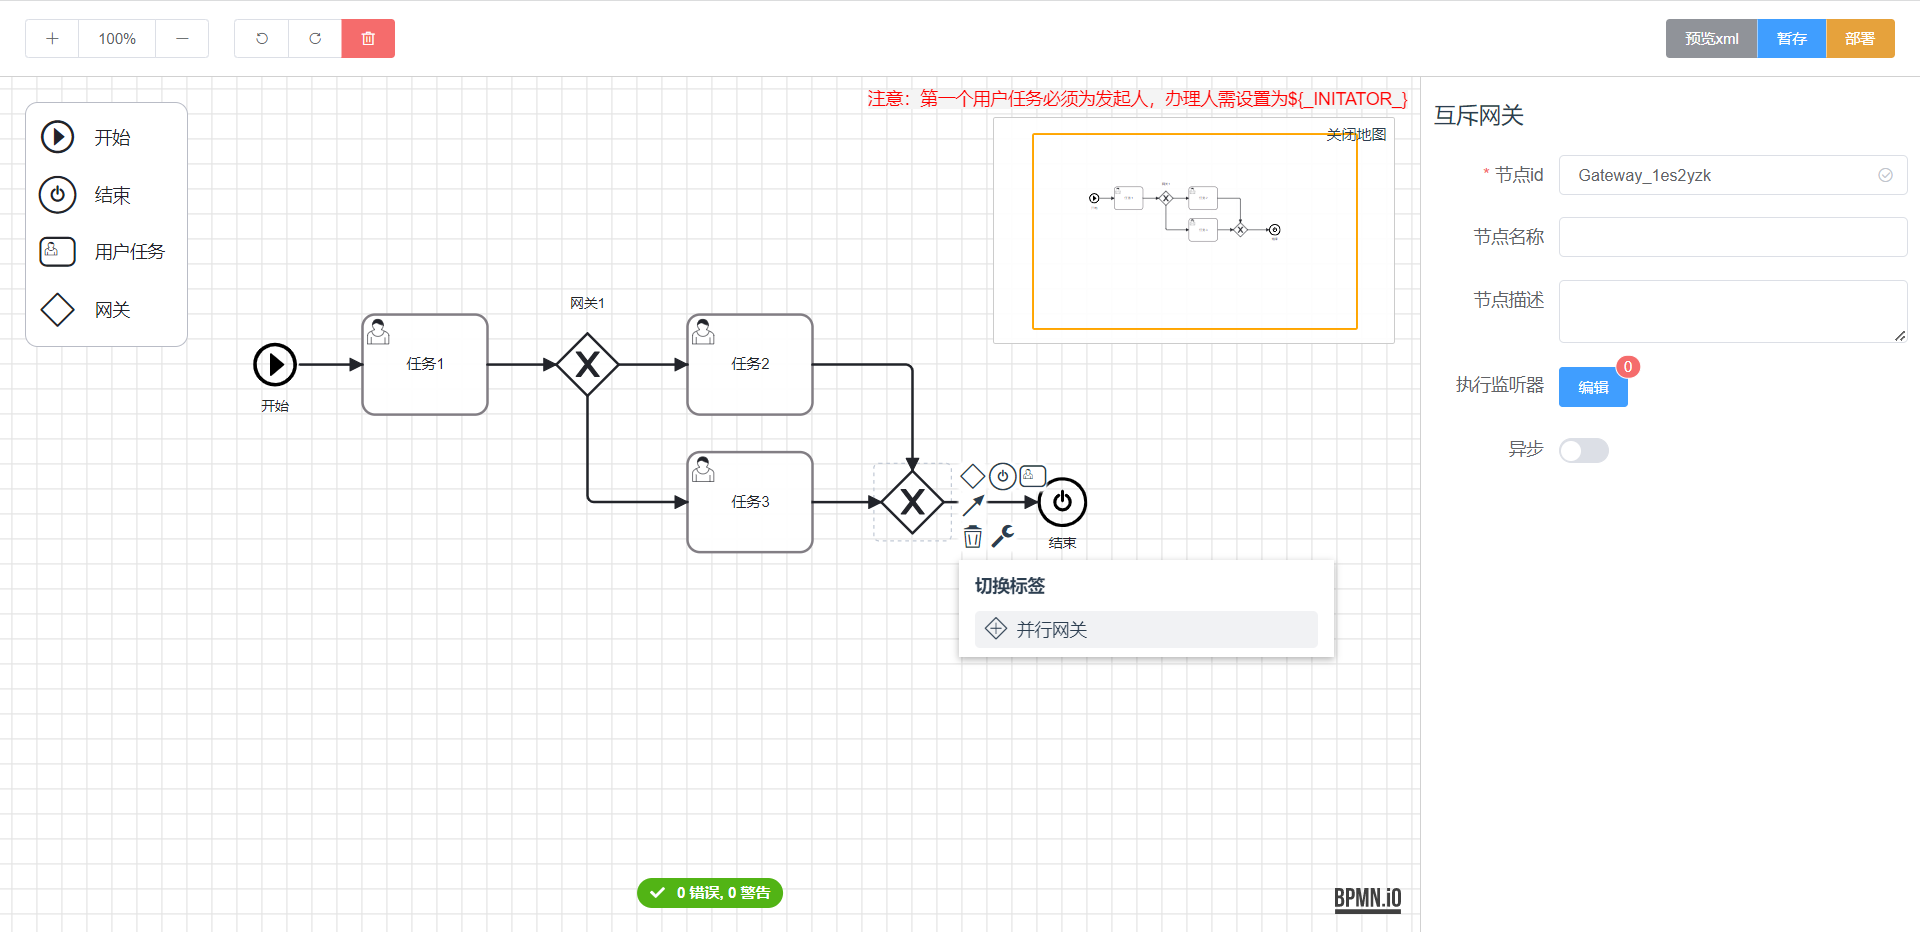 100%
预览xml
暂存
部署
注意：第一个用户任务必须为发起人，办理人需设置为${_INITATOR_}
关闭地图
开始
结束
用户任务
网关
网关1
任务1
任务2
开始
任务3
结束
切换标签
并行网关
0 错误, 0 警告
BPMN.iO
互斥网关
* 节点id
Gateway_1es2yzk
节点名称
节点描述
执行监听器
编辑
0
异步